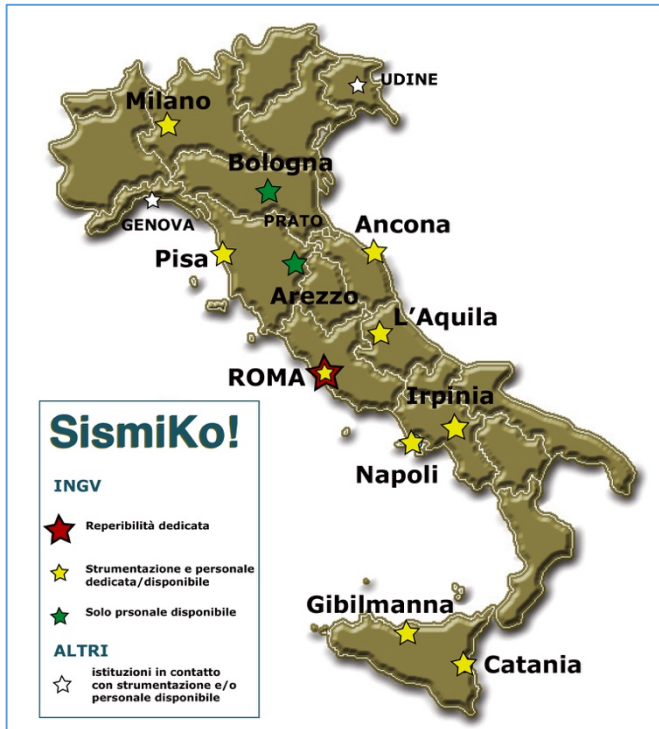 UDINE
Milano
Bologna
GENOVA
PRATO
Ancona
Pisa
Arezzo
L'Aquila
ROMA
Irpinia
Napoli
SismiKo!
INGV
Reperibilità dedicata
Strumentazione e personale
dedicata/disponibile
Solo prsonale disponibile
ALTRI
istituzioni in contatto
con strumentazione e/o
personale disponibile
Gibilmanna
Catania